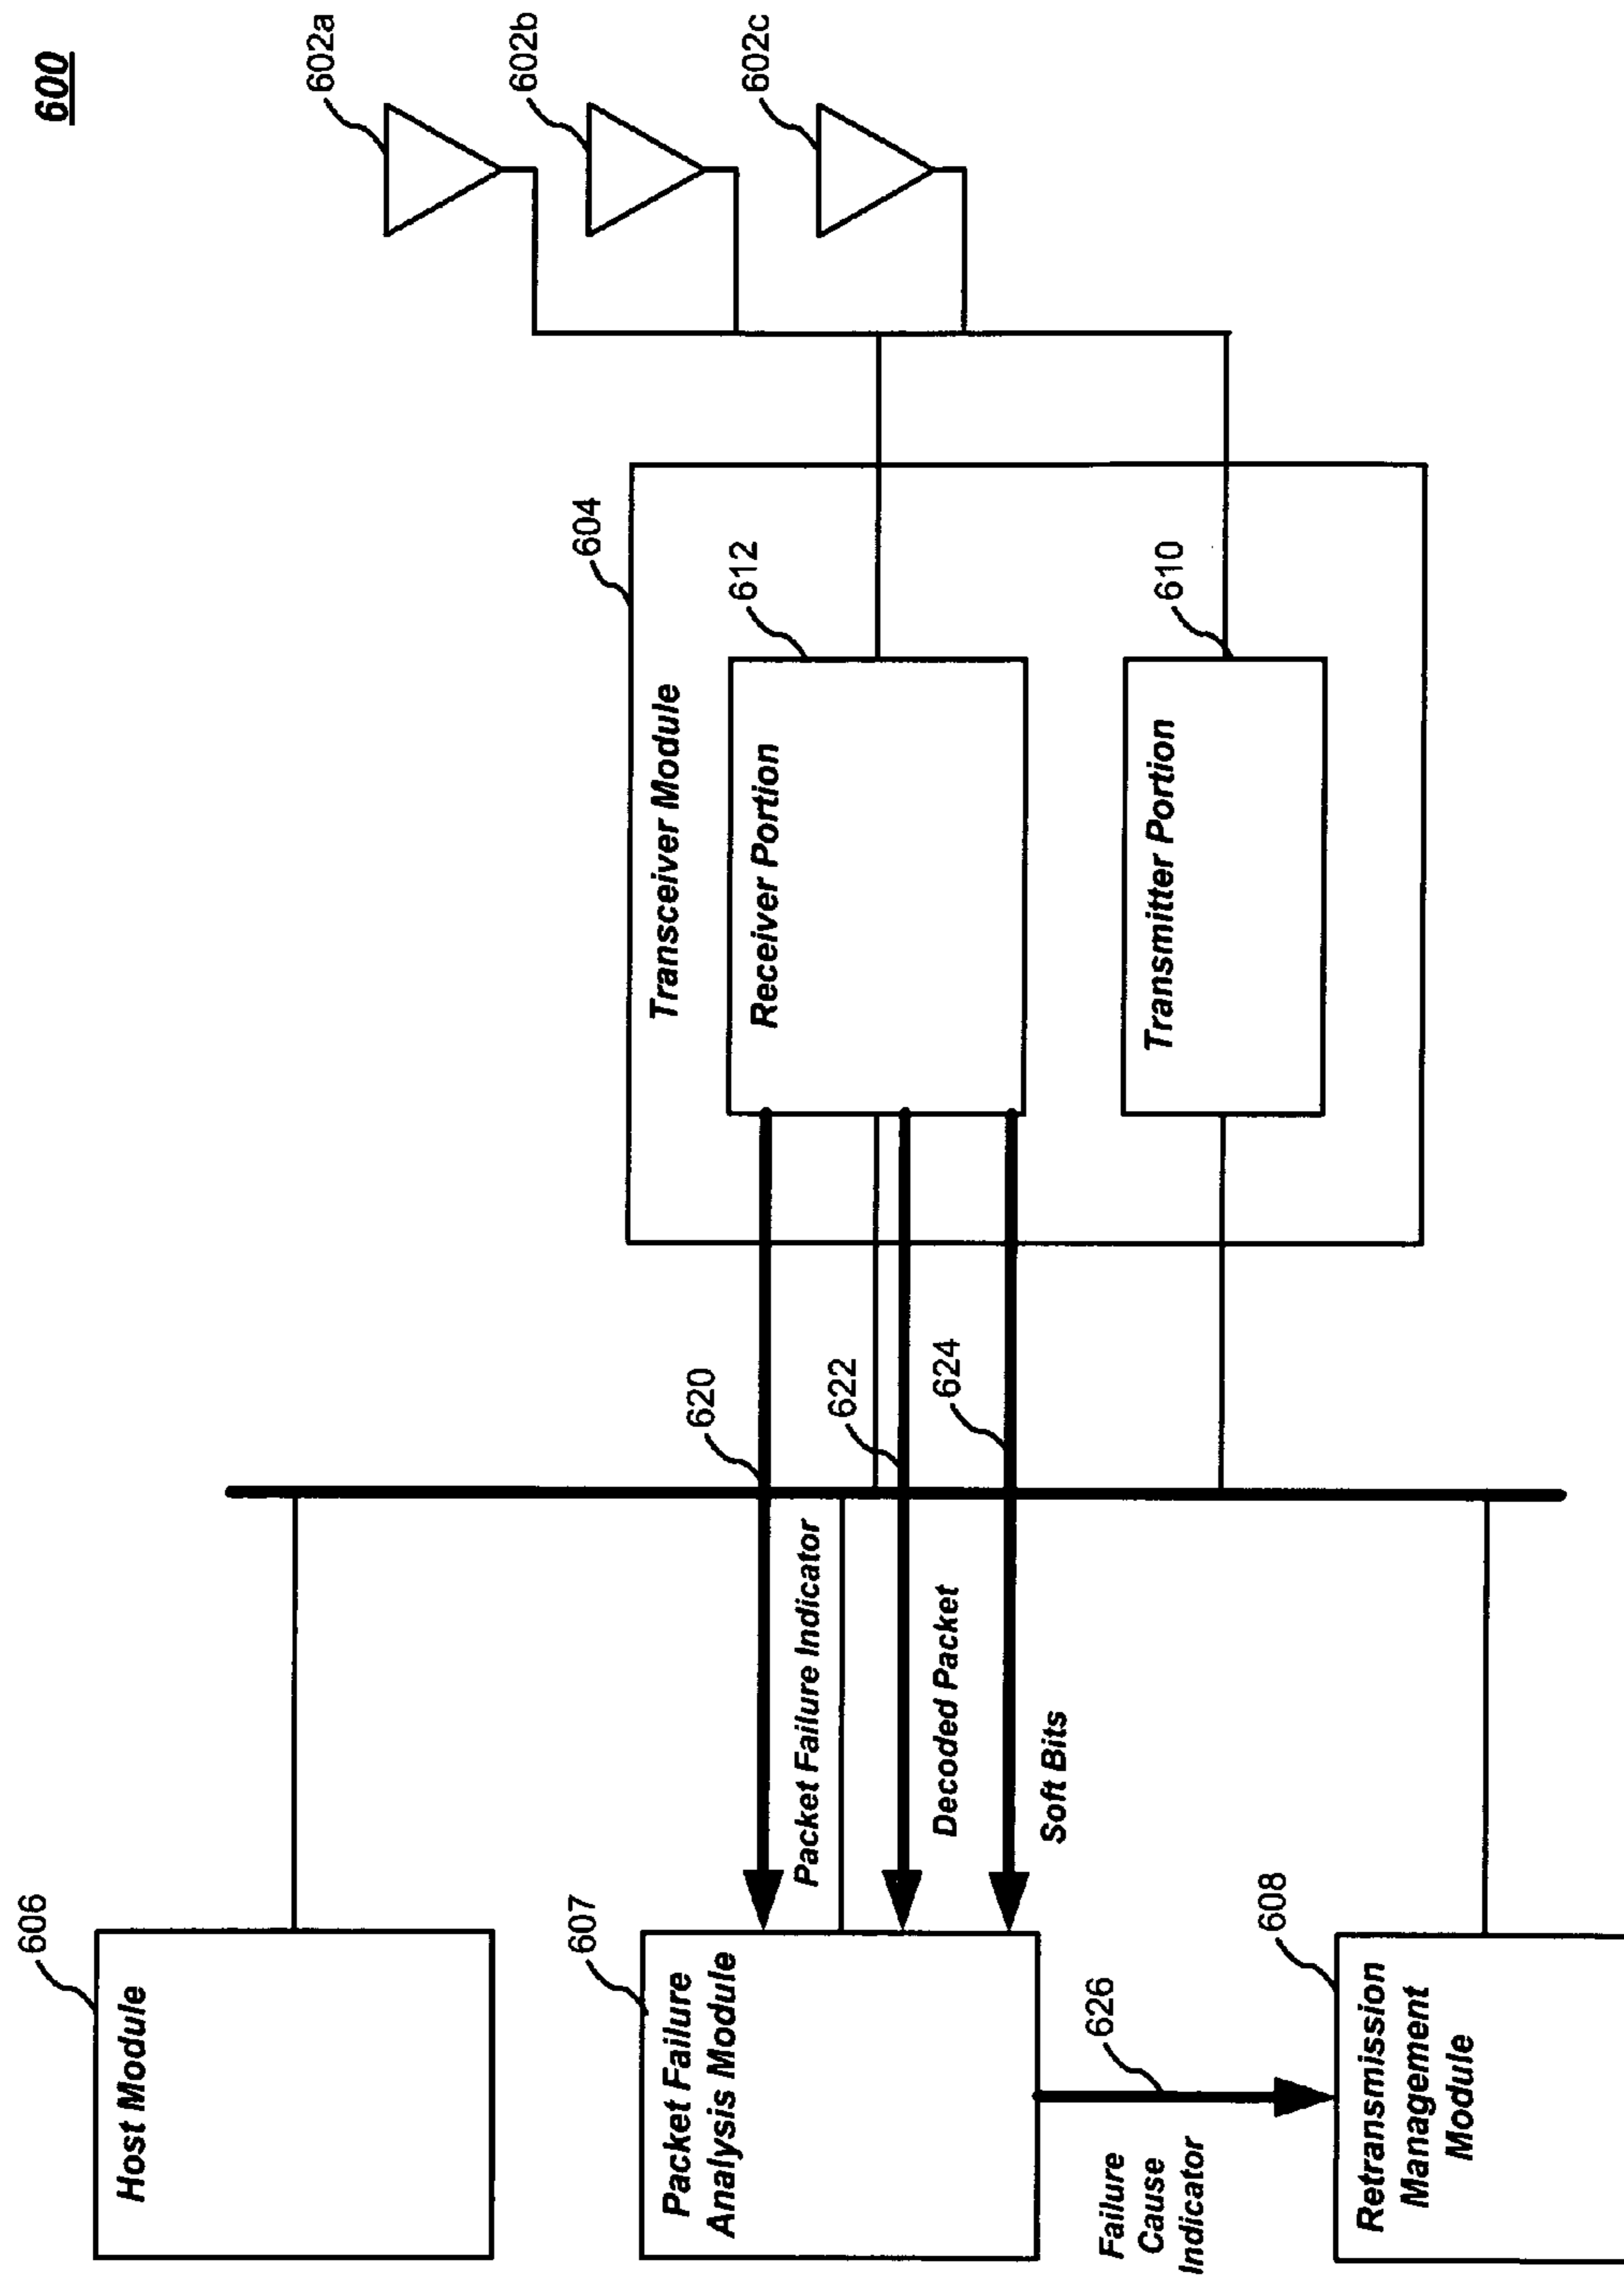 600
602a
602b
602c
604
Transceiver Module
612
Receiver Portion
610
Transmitter Portion
620
622
624
Packet Failure Indicator
Decoded Packet
Soft Bits
606
Host Module
607
Packet Failure
Analysis Module
626
Failure
Cause
Indicator
608
Retransmission
Management
Module